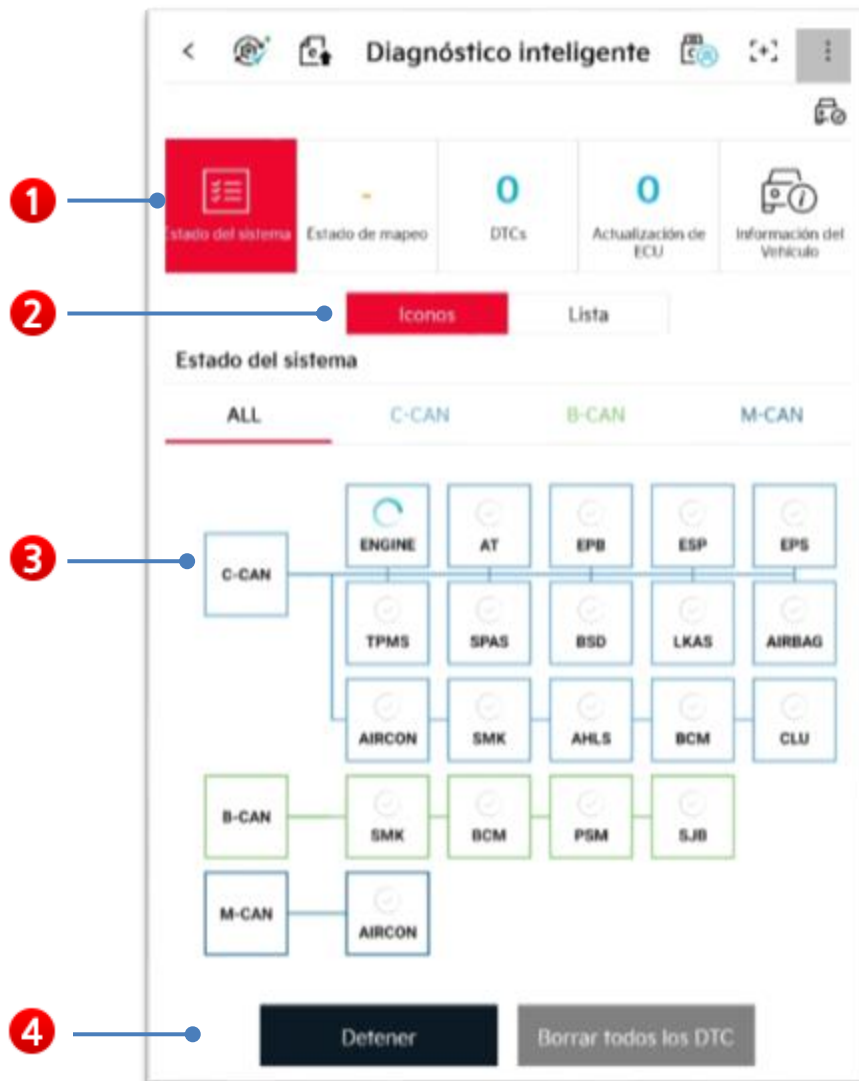 Diagnóstico inteligente
1
Estado del sistema
-
Estado de mapeo
0
DTCs
0
Actualización de
ECU
Información del
Vehículo
2
Iconos
Lista
Estado del sistema
ALL
C-CAN
B-CAN
M-CAN
3
C-CAN
ENGINE
AT
EPB
ESP
EPS
TPMS
SPAS
BSD
LKAS
AIRBAG
AIRCON
SMK
AHLS
BCM
CLU
B-CAN
SMK
BCM
PSM
SJB
M-CAN
AIRCON
4
Detener
Borrar todos los DTC